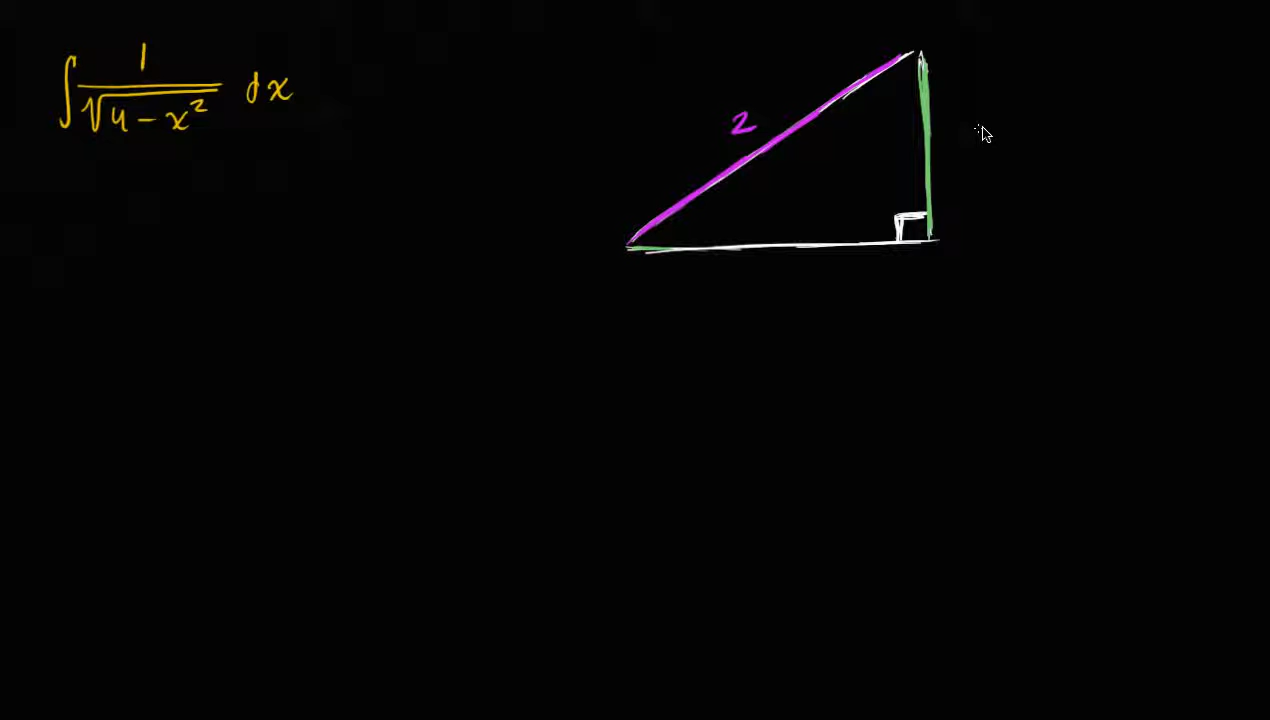 ∫ 1/√(4 - x²) dx
2